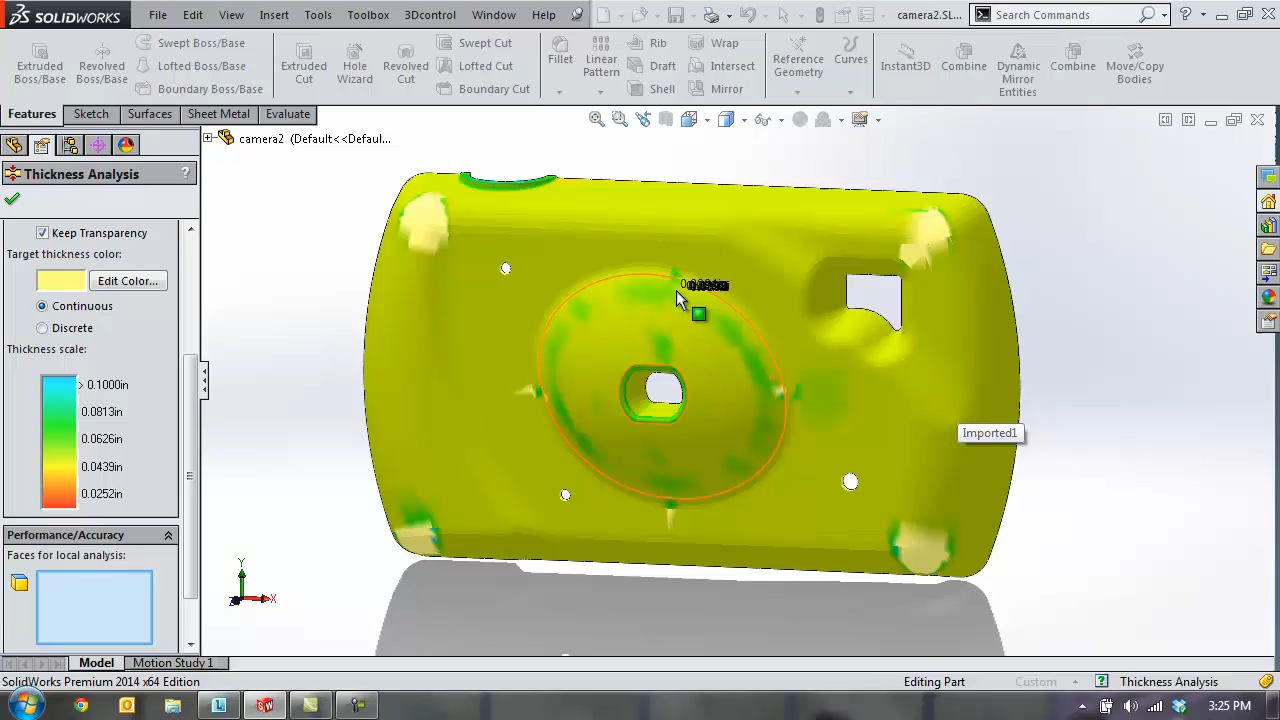 SOLIDWORKS File Edit View Insert Tools Toolbox 3Dcontrol Window Help camera2.SL... Search Commands ?
Extruded Boss/Base
Revolved Boss/Base
Swept Boss/Base
Lofted Boss/Base
Boundary Boss/Base
Extruded Cut
Hole Wizard
Revolved Cut
Swept Cut
Lofted Cut
Boundary Cut
Fillet
Linear Pattern
Rib
Draft
Shell
Wrap
Intersect
Mirror
Reference Geometry
Curves
Instant3D
Combine
Dynamic Mirror Entities
Combine
Move/Copy Bodies
Features Sketch Surfaces Sheet Metal Evaluate
camera2 (Default<<Defaul...
Thickness Analysis ?
Keep Transparency
Target thickness color:
Edit Color...
Continuous
Discrete
Thickness scale:
> 0.1000in
0.0813in
0.0626in
0.0439in
0.0252in
Performance/Accuracy
Faces for local analysis:
Imported1
Y
X
Z
Model Motion Study 1
SolidWorks Premium 2014 x64 Edition Editing Part Custom ? Thickness Analysis
3:25 PM